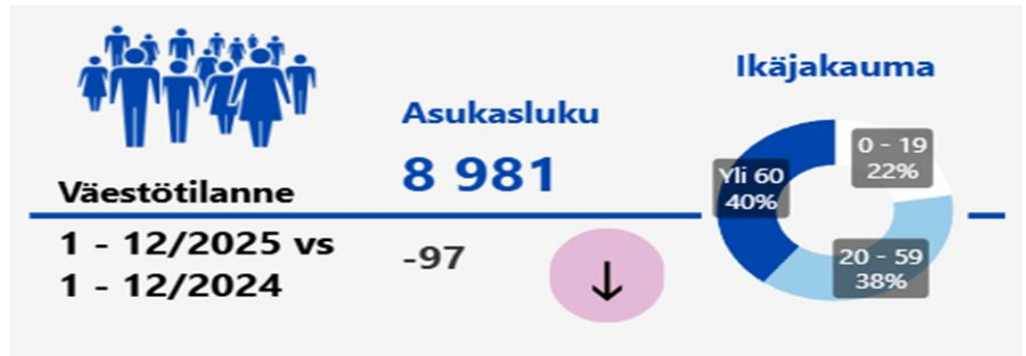 Väestötilanne
1 - 12/2025 vs
1 - 12/2024
Asukasluku
8 981
-97
↓
Ikäjakauma
0 - 19
22%
Yli 60
40%
20 - 59
38%